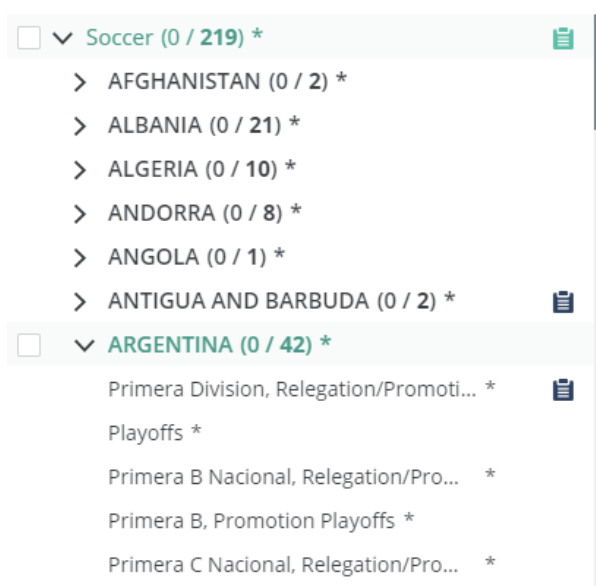 Soccer (0 / 219) *
AFGHANISTAN (0 / 2) *
ALBANIA (0 / 21) *
ALGERIA (0 / 10) *
ANDORRA (0 / 8) *
ANGOLA (0 / 1) *
ANTIGUA AND BARBUDA (0 / 2) *
ARGENTINA (0 / 42) *
Primera Division, Relegation/Promoti... *
Playoffs *
Primera B Nacional, Relegation/Pro... *
Primera B, Promotion Playoffs *
Primera C Nacional, Relegation/Pro... *